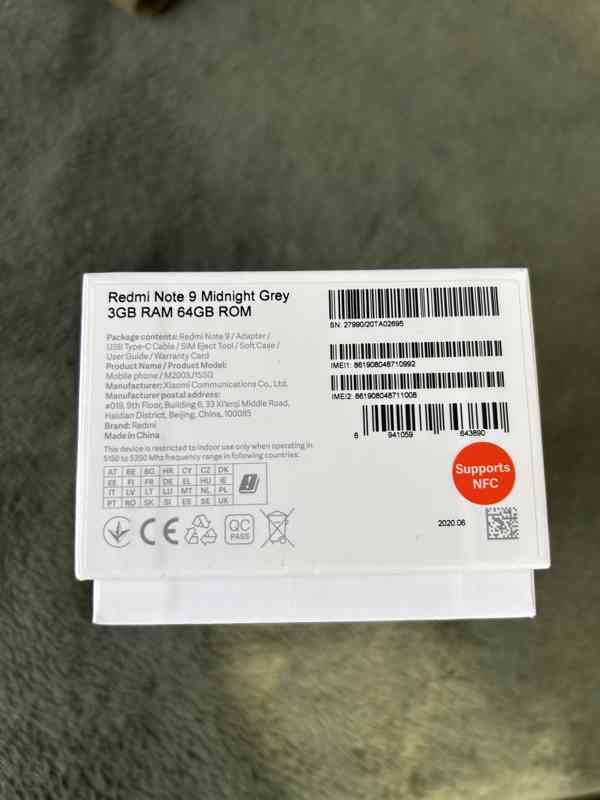 Redmi Note 9 Midnight Grey
3GB RAM 64GB ROM
Package contents: Redmi Note 9 / Adapter /
USB Type-C Cable / SIM Eject Tool / Soft Case /
User Guide / Warranty Card
Product Name / Product Model:
Mobile phone / M2003J15SG
Manufacturer: Xiaomi Communications Co., Ltd.
Manufacturer postal address:
#019, 9th Floor, Building 6, 33 Xi'erqi Middle Road,
Haidian District, Beijing, China, 100085
Brand: Redmi
Made in China
This device is restricted to indoor use only when operating in
5150 to 5350 Mhz frequency range in following countries:
AT BE BG HR CY CZ DK
EE FI FR DE EL HU IE
IT LV LT LU MT NL PL
PT RO SK SI ES SE UK
CE
QC
PASS
SN: 27990/20TA02695
IMEI1: 861908048710992
IMEI2: 861908048711008
6 941059 643890
Supports
NFC
2020.06